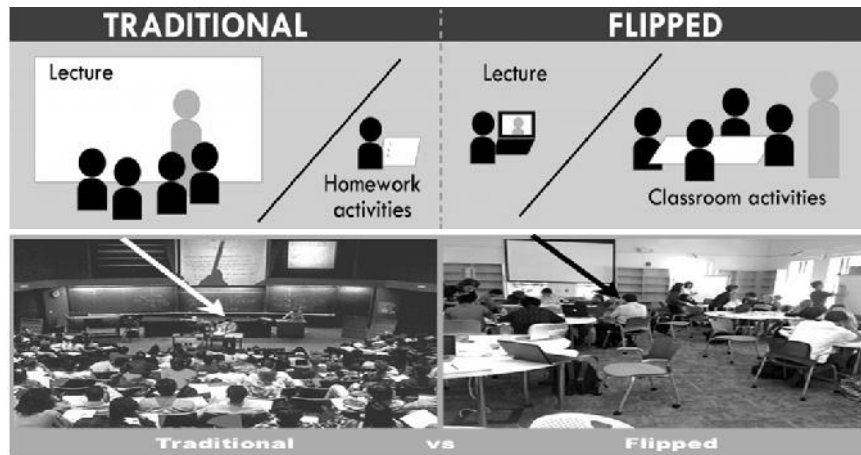 TRADITIONAL
FLIPPED
Lecture
Homework
activities
Lecture
Classroom activities
Traditional vs Flipped